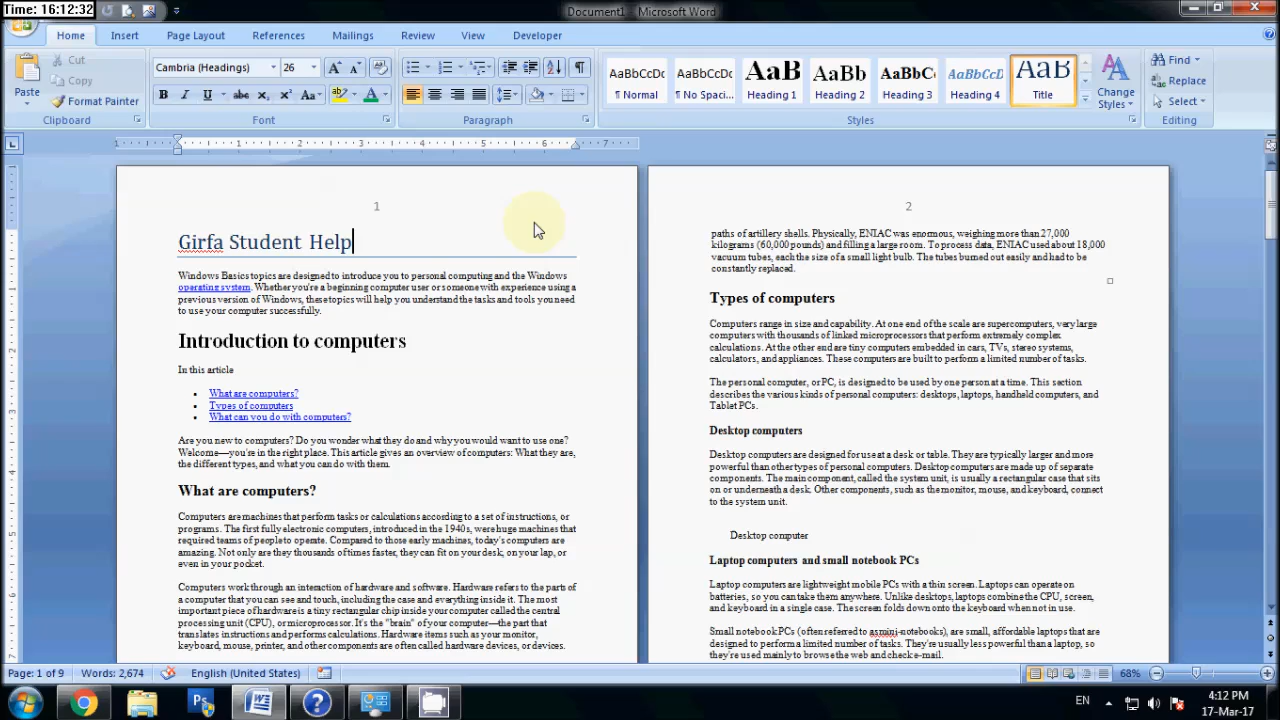 Time: 16:12:32
Document1 - Microsoft Word
Home Insert Page Layout References Mailings Review View Developer
Paste
Cut
Copy
Format Painter
Clipboard
Cambria (Headings) 26
B I U abc X₂ X² Aa
Font
Paragraph
AaBbCcDc AaBbCcDc AaBbC AaBbCc AaBbC AaBbCcD AaB
¶ Normal ¶ No Spaci... Heading 1 Heading 2 Heading 3 Heading 4 Title
Change Styles
Styles
Find
Replace
Select
Editing
1 1 2 3 4 5 6 7
1
Girfa Student Help
Windows Basics topics are designed to introduce you to personal computing and the Windows
operating system. Whether you're a beginning computer user or someone with experience using a
previous version of Windows, these topics will help you understand the tasks and tools you need
to use your computer successfully.
Introduction to computers
In this article
• What are computers?
• Types of computers
• What can you do with computers?
Are you new to computers? Do you wonder what they do and why you would want to use one?
Welcome—you're in the right place. This article gives an overview of computers: What they are,
the different types, and what you can do with them.
What are computers?
Computers are machines that perform tasks or calculations according to a set of instructions, or
programs. The first fully electronic computers, introduced in the 1940s, were huge machines that
required teams of people to operate. Compared to those early machines, today's computers are
amazing. Not only are they thousands of times faster, they can fit on your desk, on your lap, or
even in your pocket.
Computers work through an interaction of hardware and software. Hardware refers to the parts of
a computer that you can see and touch, including the case and everything inside it. The most
important piece of hardware is a tiny rectangular chip inside your computer called the central
processing unit (CPU), or microprocessor. It's the "brain" of your computer—the part that
translates instructions and performs calculations. Hardware items such as your monitor,
keyboard, mouse, printer, and other components are often called hardware devices, or devices.
2
paths of artillery shells. Physically, ENIAC was enormous, weighing more than 27,000
kilograms (60,000 pounds) and filling a large room. To process data, ENIAC used about 18,000
vacuum tubes, each the size of a small light bulb. The tubes burned out easily and had to be
constantly replaced.
Types of computers
Computers range in size and capability. At one end of the scale are supercomputers, very large
computers with thousands of linked microprocessors that perform extremely complex
calculations. At the other end are tiny computers embedded in cars, TVs, stereo systems,
calculators, and appliances. These computers are built to perform a limited number of tasks.
The personal computer, or PC, is designed to be used by one person at a time. This section
describes the various kinds of personal computers: desktops, laptops, handheld computers, and
Tablet PCs.
Desktop computers
Desktop computers are designed for use at a desk or table. They are typically larger and more
powerful than other types of personal computers. Desktop computers are made up of separate
components. The main component, called the system unit, is usually a rectangular case that sits
on or underneath a desk. Other components, such as the monitor, mouse, and keyboard, connect
to the system unit.
Desktop computer
Laptop computers and small notebook PCs
Laptop computers are lightweight mobile PCs with a thin screen. Laptops can operate on
batteries, so you can take them anywhere. Unlike desktops, laptops combine the CPU, screen,
and keyboard in a single case. The screen folds down onto the keyboard when not in use.
Small notebook PCs (often referred to asmini-notebooks), are small, affordable laptops that are
designed to perform a limited number of tasks. They're usually less powerful than a laptop, so
they're used mainly to browse the web and check e-mail.
Page: 1 of 9 Words: 2,674 English (United States) 68%
EN 4:12 PM
17-Mar-17